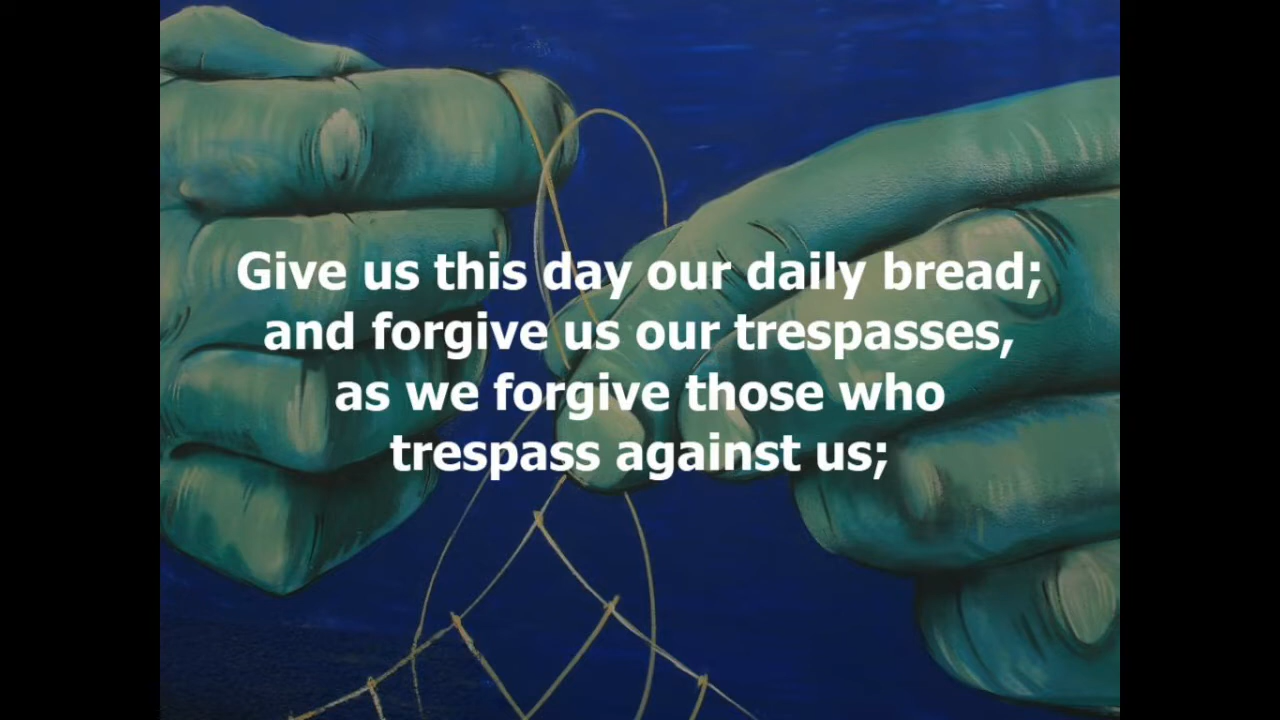 Give us this day our daily bread;
and forgive us our trespasses,
as we forgive those who
trespass against us;